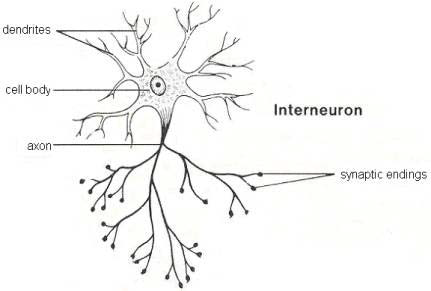 dendrites
cell body
Interneuron
axon
synaptic endings